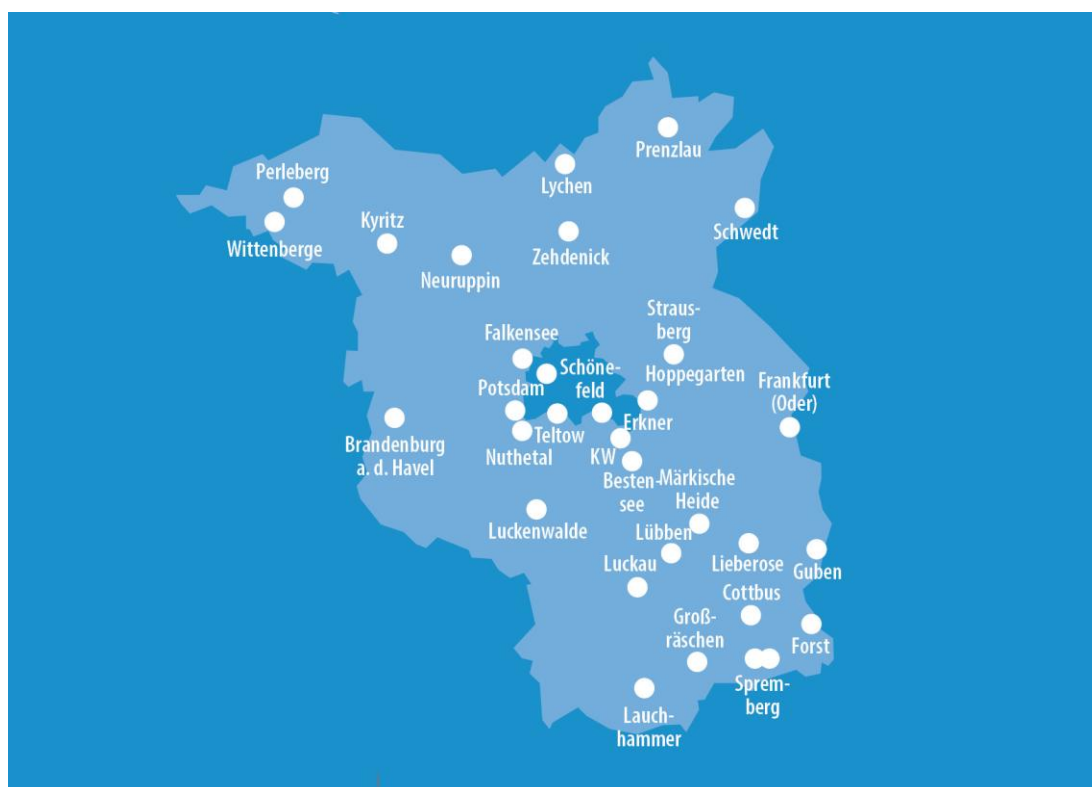 Prenzlau
Perleberg
Lychen
Kyritz
Schwedt
Wittenberge
Zehdenick
Neuruppin
Straus-
berg
Falkensee
Schöne-
feld
Hoppegarten
Frankfurt
(Oder)
Potsdam
Erkner
Teltow
Brandenburg
a. d. Havel
Nuthetal
KW
Besten-
see
Märkische
Heide
Luckenwalde
Lübben
Luckau
Lieberose
Guben
Cottbus
Groß-
räschen
Forst
Sprem-
berg
Lauch-
hammer